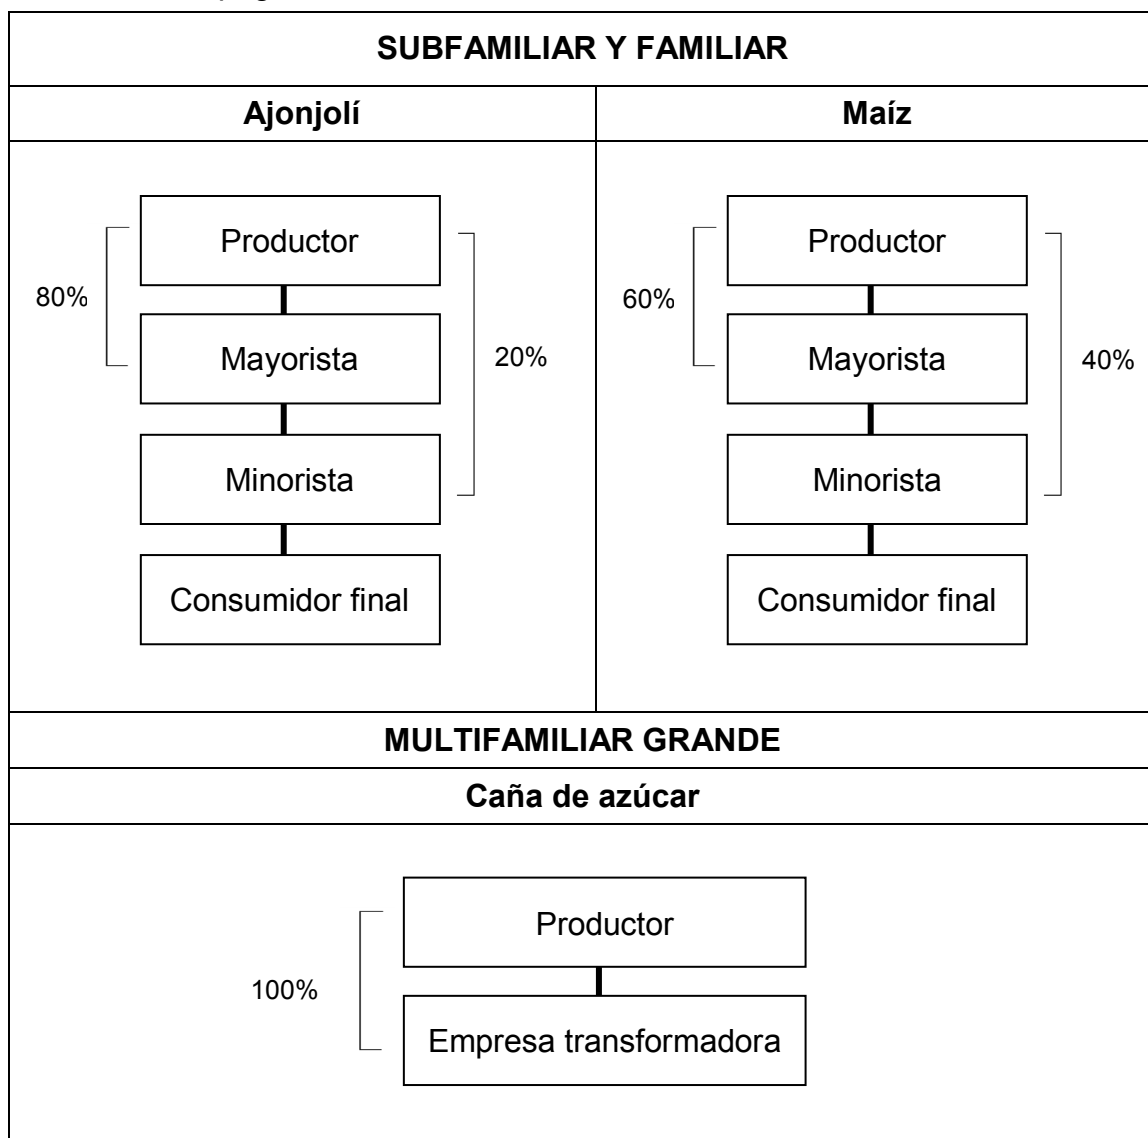 SUBFAMILIAR Y FAMILIAR
Ajonjolí
Maíz
Productor
80%
Mayorista
20%
Minorista
Consumidor final
Productor
60%
Mayorista
40%
Minorista
Consumidor final
MULTIFAMILIAR GRANDE
Caña de azúcar
Productor
100%
Empresa transformadora